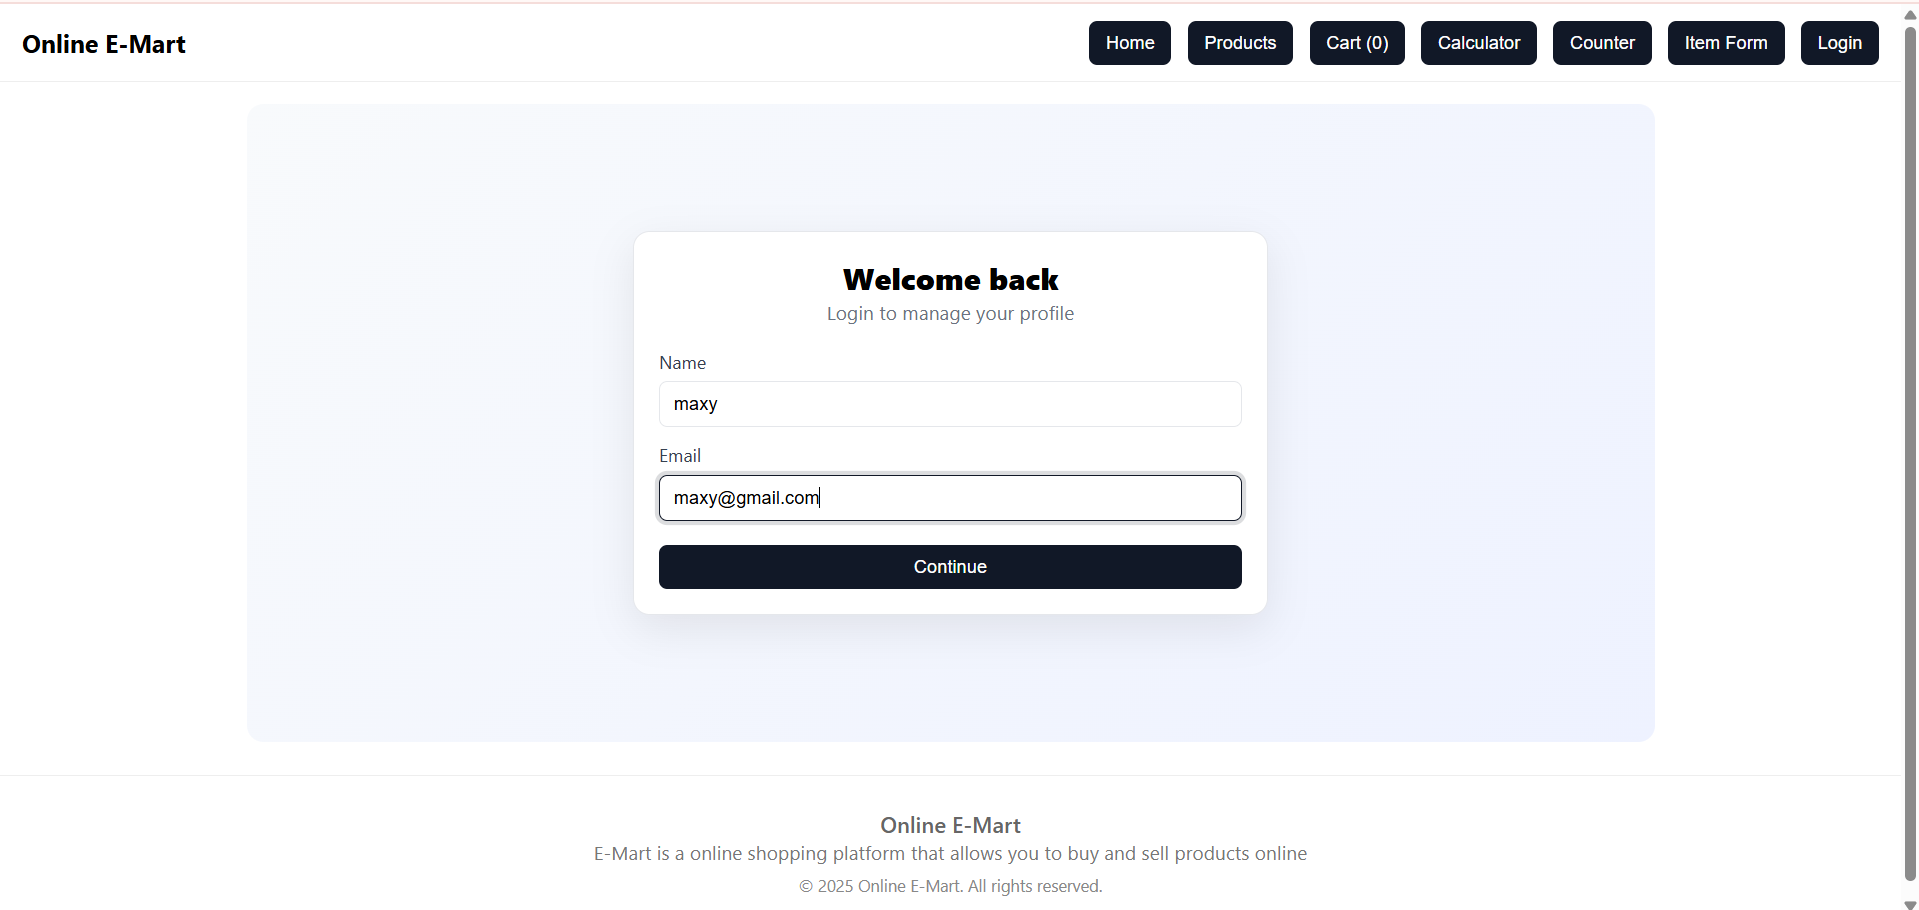 Online E-Mart Home Products Cart (0) Calculator Counter Item Form Login
Welcome back
Login to manage your profile
Name
maxy
Email
maxy@gmail.com
Continue
Online E-Mart
E-Mart is a online shopping platform that allows you to buy and sell products online
© 2025 Online E-Mart. All rights reserved.